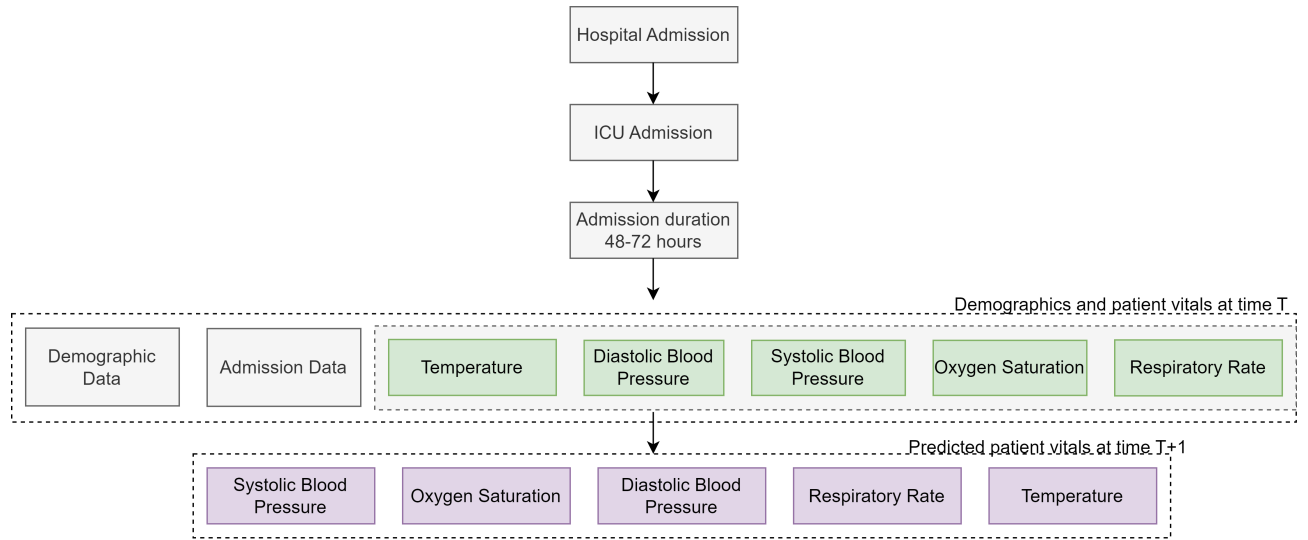 Hospital Admission
ICU Admission
Admission duration
48-72 hours
Demographics and patient vitals at time T
Demographic
Data
Admission Data
Temperature
Diastolic Blood
Pressure
Systolic Blood
Pressure
Oxygen Saturation
Respiratory Rate
Predicted patient vitals at time T+1
Systolic Blood
Pressure
Oxygen Saturation
Diastolic Blood
Pressure
Respiratory Rate
Temperature